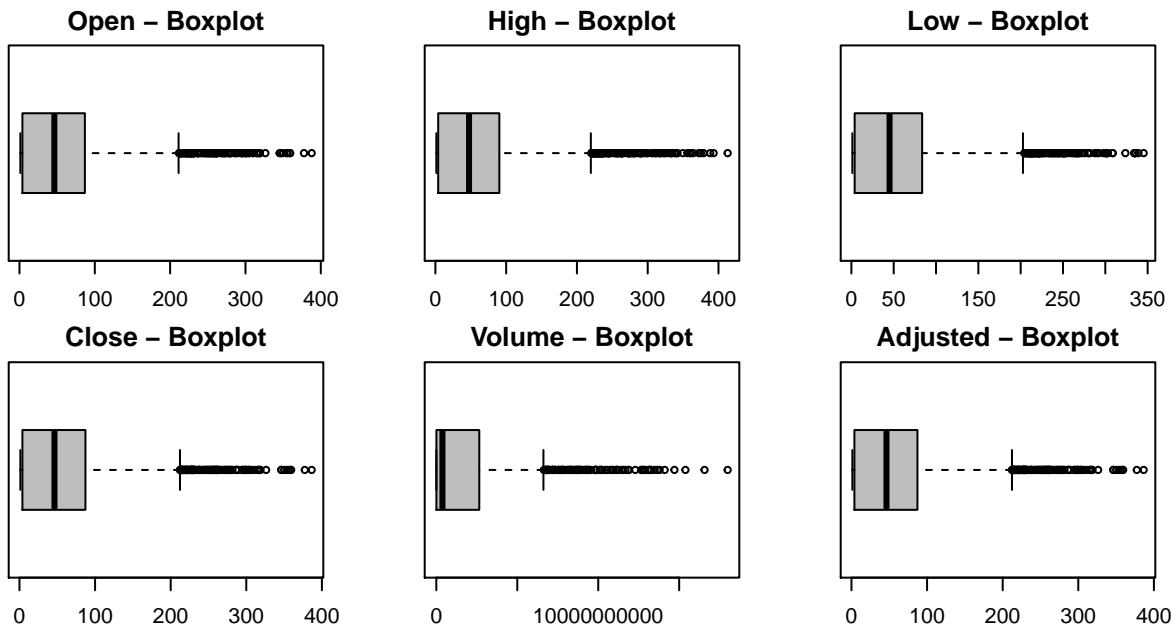 Open − Boxplot
High − Boxplot
Low − Boxplot
0 100 200 300 400
0 100 200 300 400
0 50 150 200 250 300 350
Close − Boxplot
Volume − Boxplot
Adjusted − Boxplot
0 100 200 300 400
0 10000000000
0 100 200 300 400